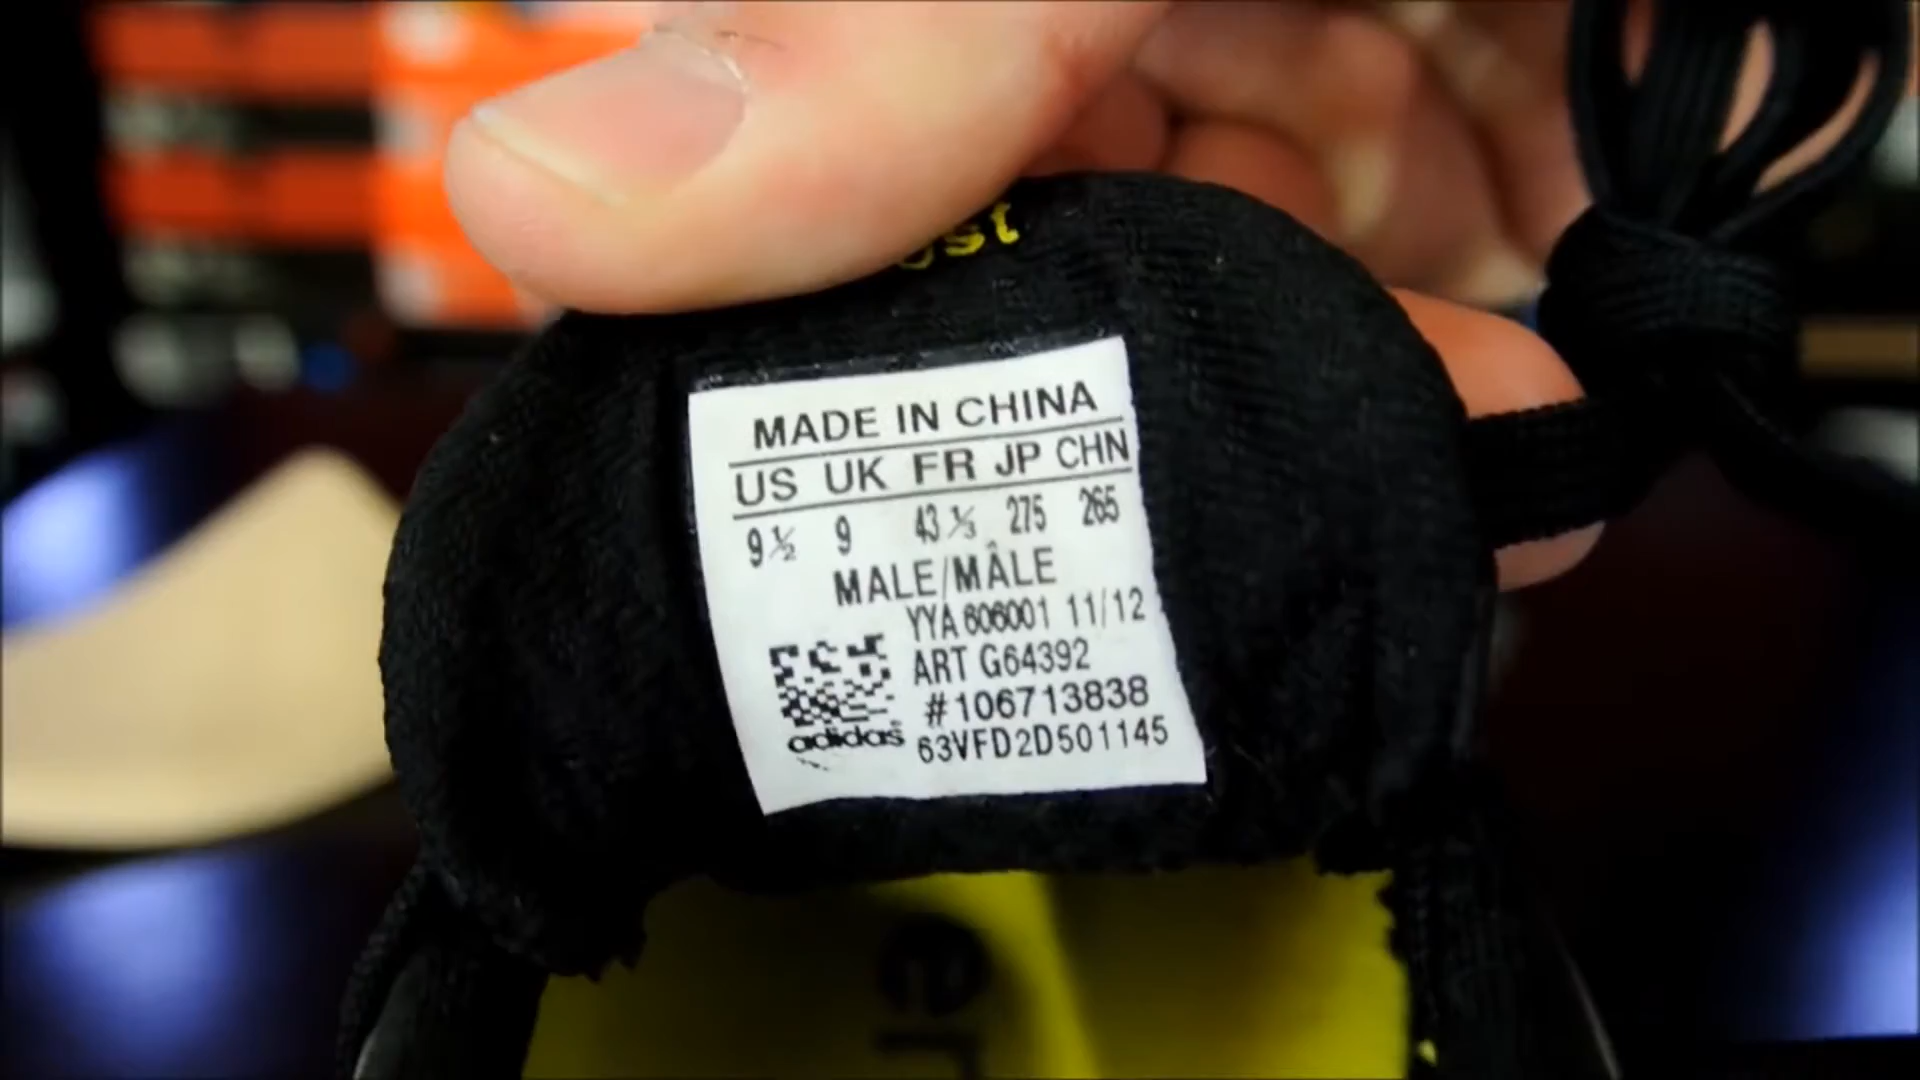 MADE IN CHINA
US UK FR JP CHN
9½ 9 43⅓ 275 265
MALE/MÂLE
YYA 606001 11/12
ART G64392
#106713838
adidas 63VFD2D501145